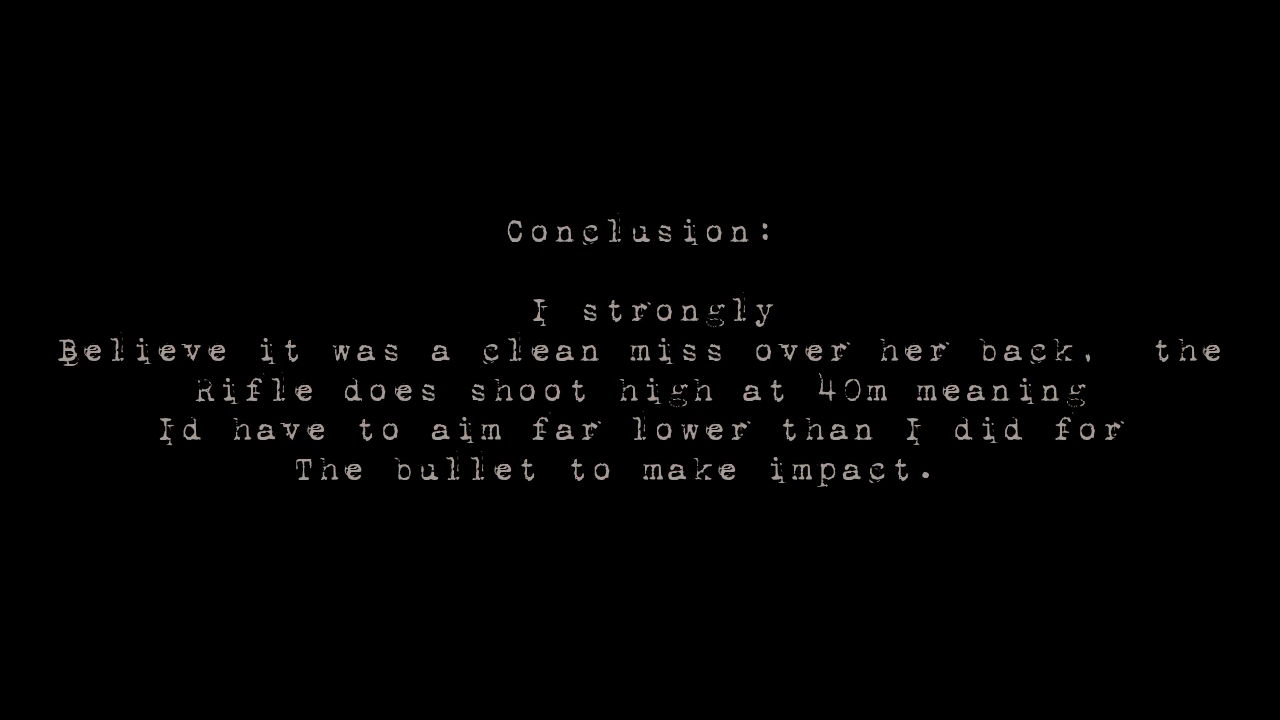 Conclusion:
I strongly
Believe it was a clean miss over her back, the
Rifle does shoot high at 40m meaning
Id have to aim far lower than I did for
The bullet to make impact.